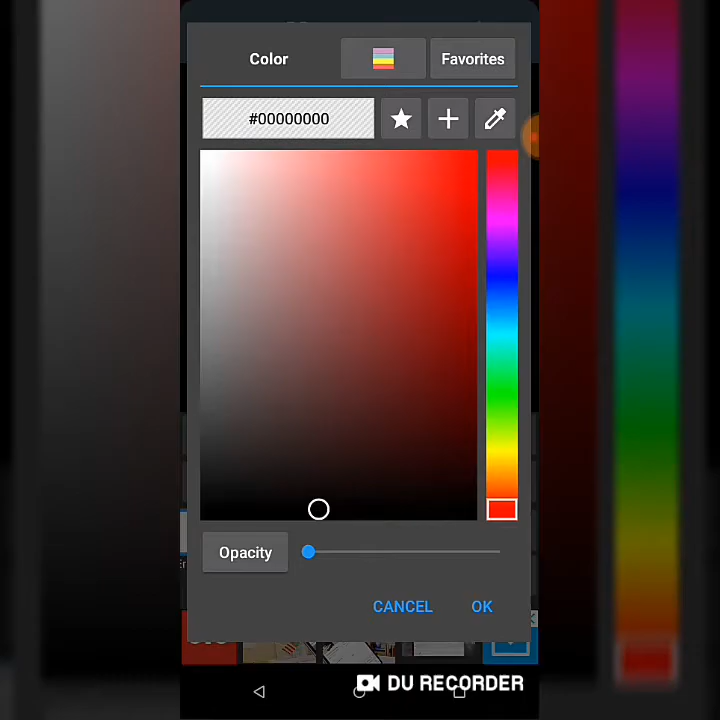 Color
Favorites
#00000000
Opacity
CANCEL
OK
DU RECORDER